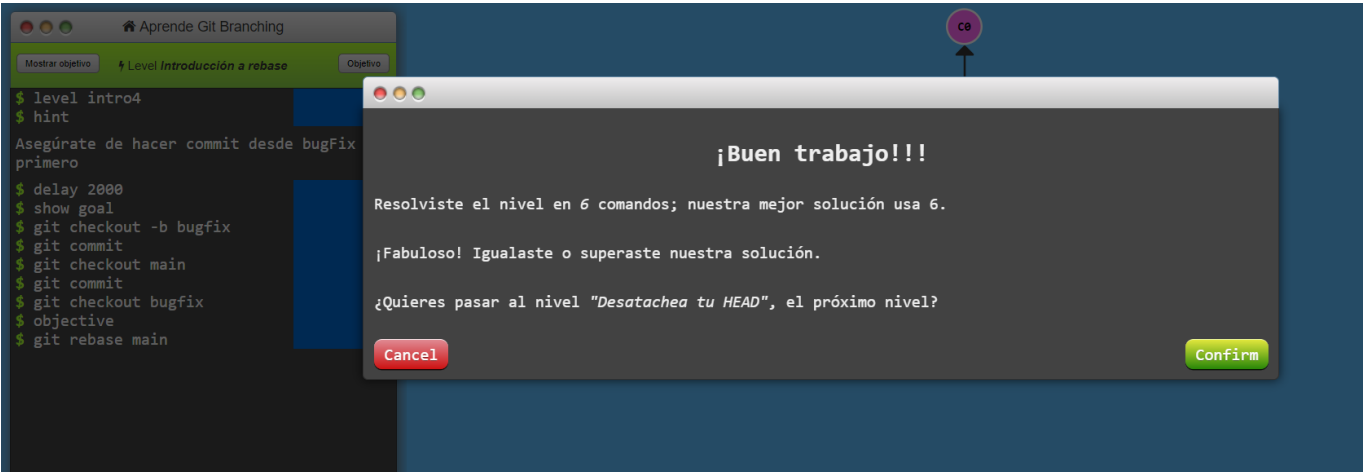 Aprende Git Branching
C0
Mostrar objetivo
Level Introducción a rebase
Objetivo
$ level intro4
$ hint
Asegúrate de hacer commit desde bugFix
primero
$ delay 2000
$ show goal
$ git checkout -b bugfix
$ git commit
$ git checkout main
$ git commit
$ git checkout bugfix
$ objective
$ git rebase main
¡Buen trabajo!!!
Resolviste el nivel en 6 comandos; nuestra mejor solución usa 6.
¡Fabuloso! Igualaste o superaste nuestra solución.
¿Quieres pasar al nivel "Desatachea tu HEAD", el próximo nivel?
Cancel
Confirm